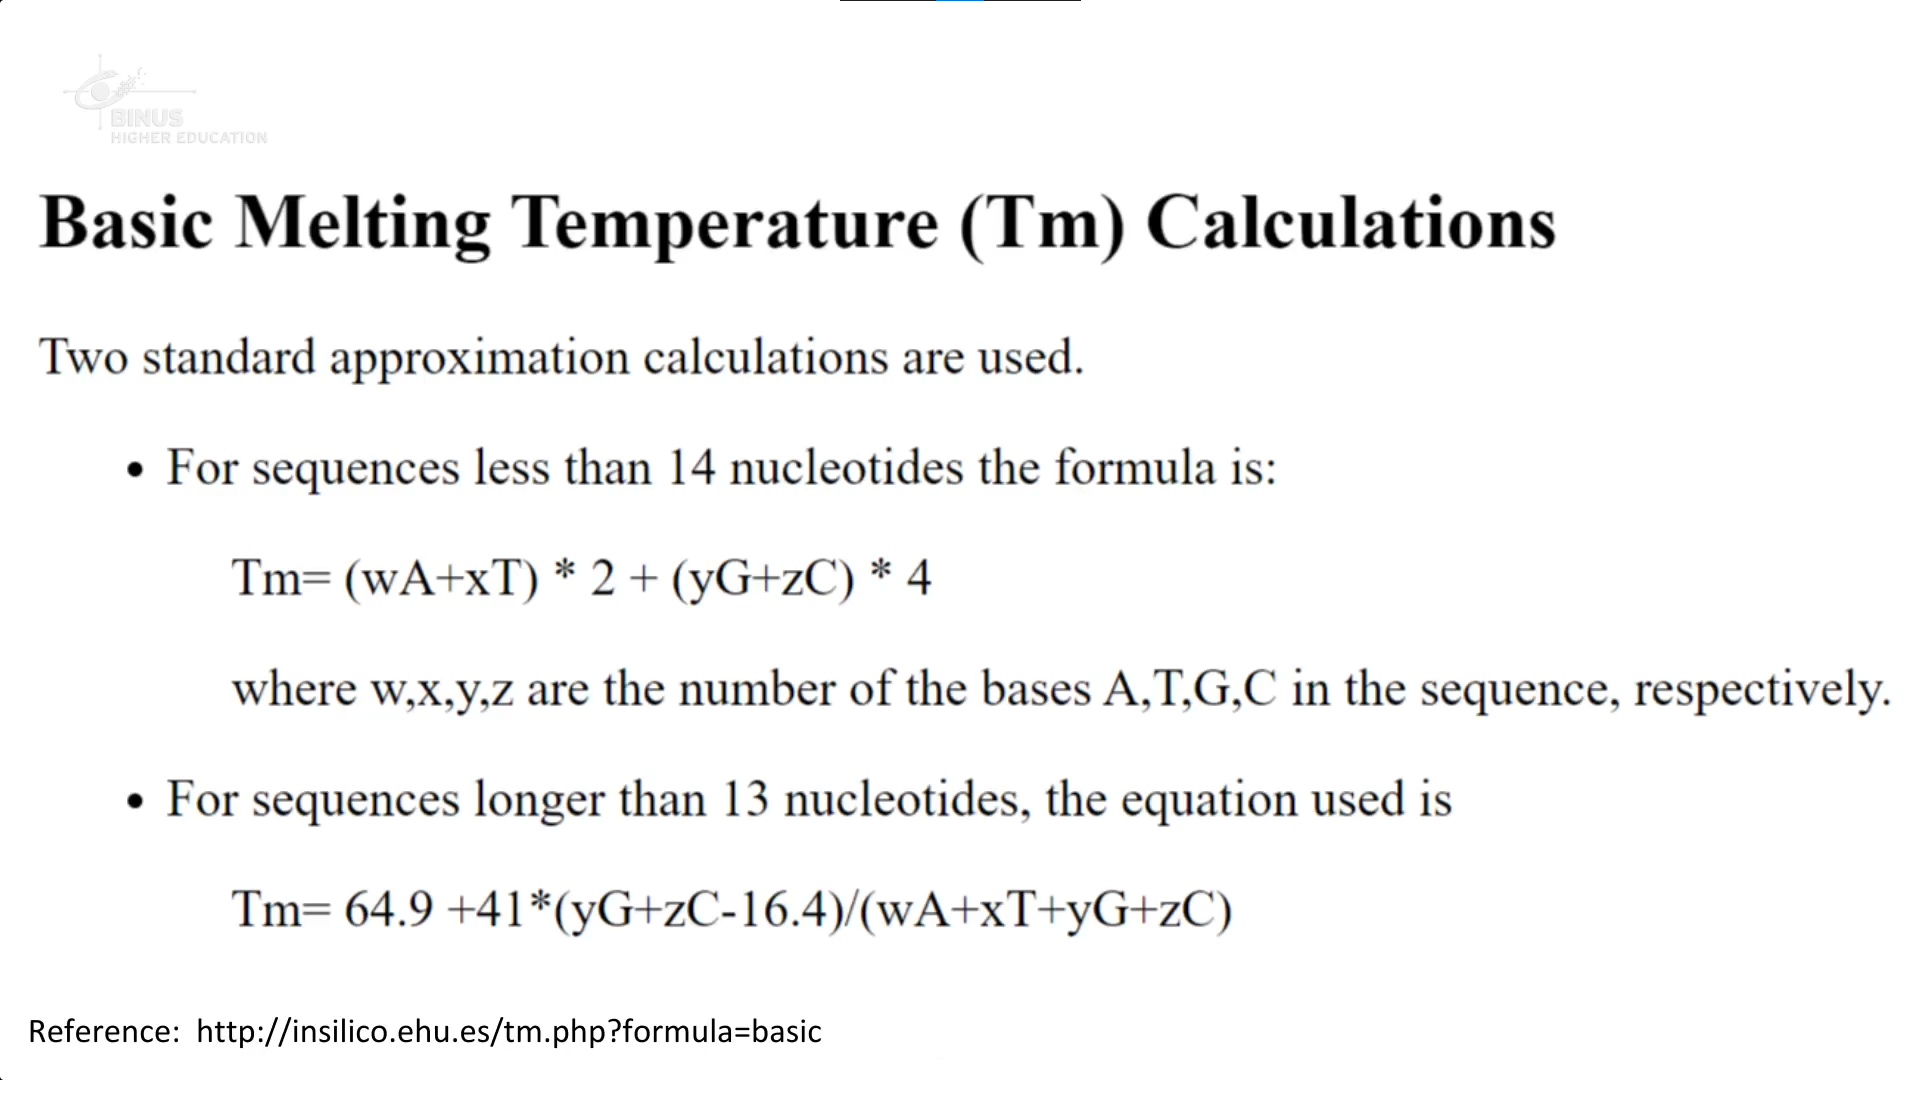 BINUS
HIGHER EDUCATION
Basic Melting Temperature (Tm) Calculations
Two standard approximation calculations are used.
• For sequences less than 14 nucleotides the formula is:
Tm= (wA+xT) * 2 + (yG+zC) * 4
where w,x,y,z are the number of the bases A,T,G,C in the sequence, respectively.
• For sequences longer than 13 nucleotides, the equation used is
Tm= 64.9 +41*(yG+zC-16.4)/(wA+xT+yG+zC)
Reference: http://insilico.ehu.es/tm.php?formula=basic